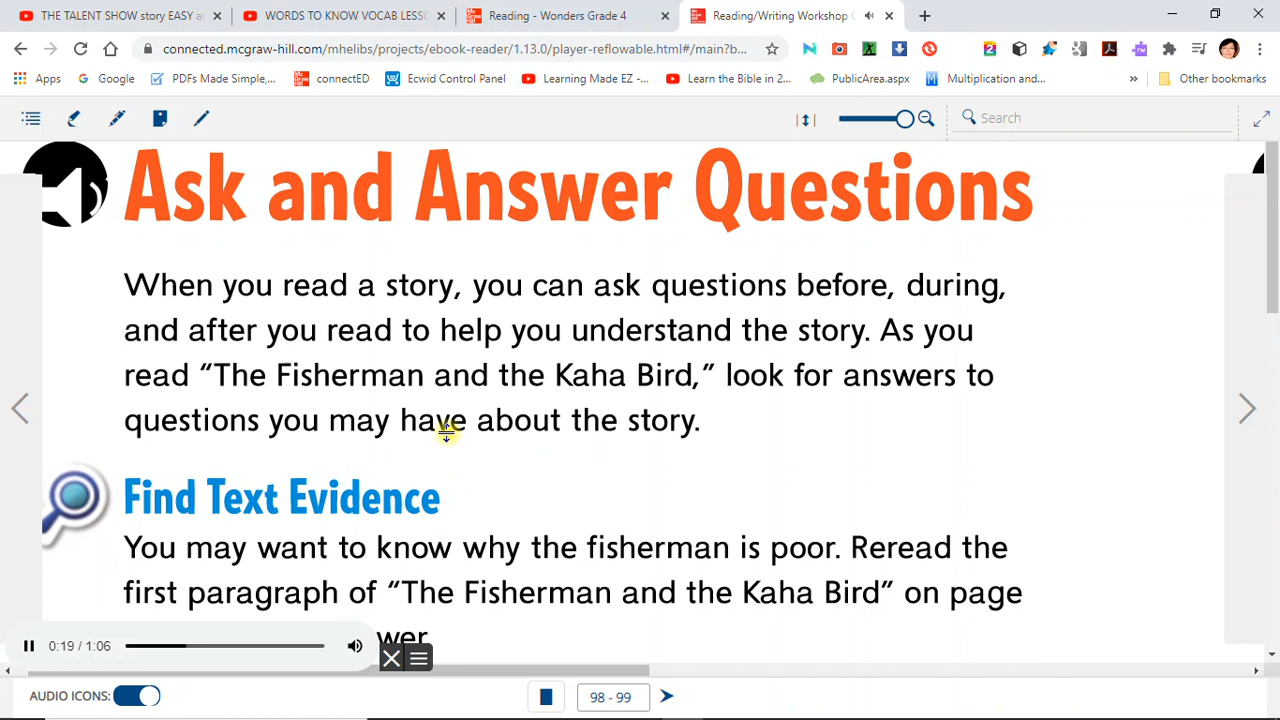 THE TALENT SHOW story EASY a
WORDS TO KNOW VOCAB LESS
Reading - Wonders Grade 4
Reading/Writing Workshop
connected.mcgraw-hill.com/mhelibs/projects/ebook-reader/1.13.0/player-reflowable.html#/main?b...
Apps
Google
PDFs Made Simple,...
connectED
Ecwid Control Panel
Learning Made EZ -...
Learn the Bible in 2...
PublicArea.aspx
Multiplication and...
Other bookmarks
Search
Ask and Answer Questions
When you read a story, you can ask questions before, during,
and after you read to help you understand the story. As you
read “The Fisherman and the Kaha Bird,” look for answers to
questions you may have about the story.
Find Text Evidence
You may want to know why the fisherman is poor. Reread the
first paragraph of “The Fisherman and the Kaha Bird” on page
0:19 / 1:06
AUDIO ICONS:
98 - 99